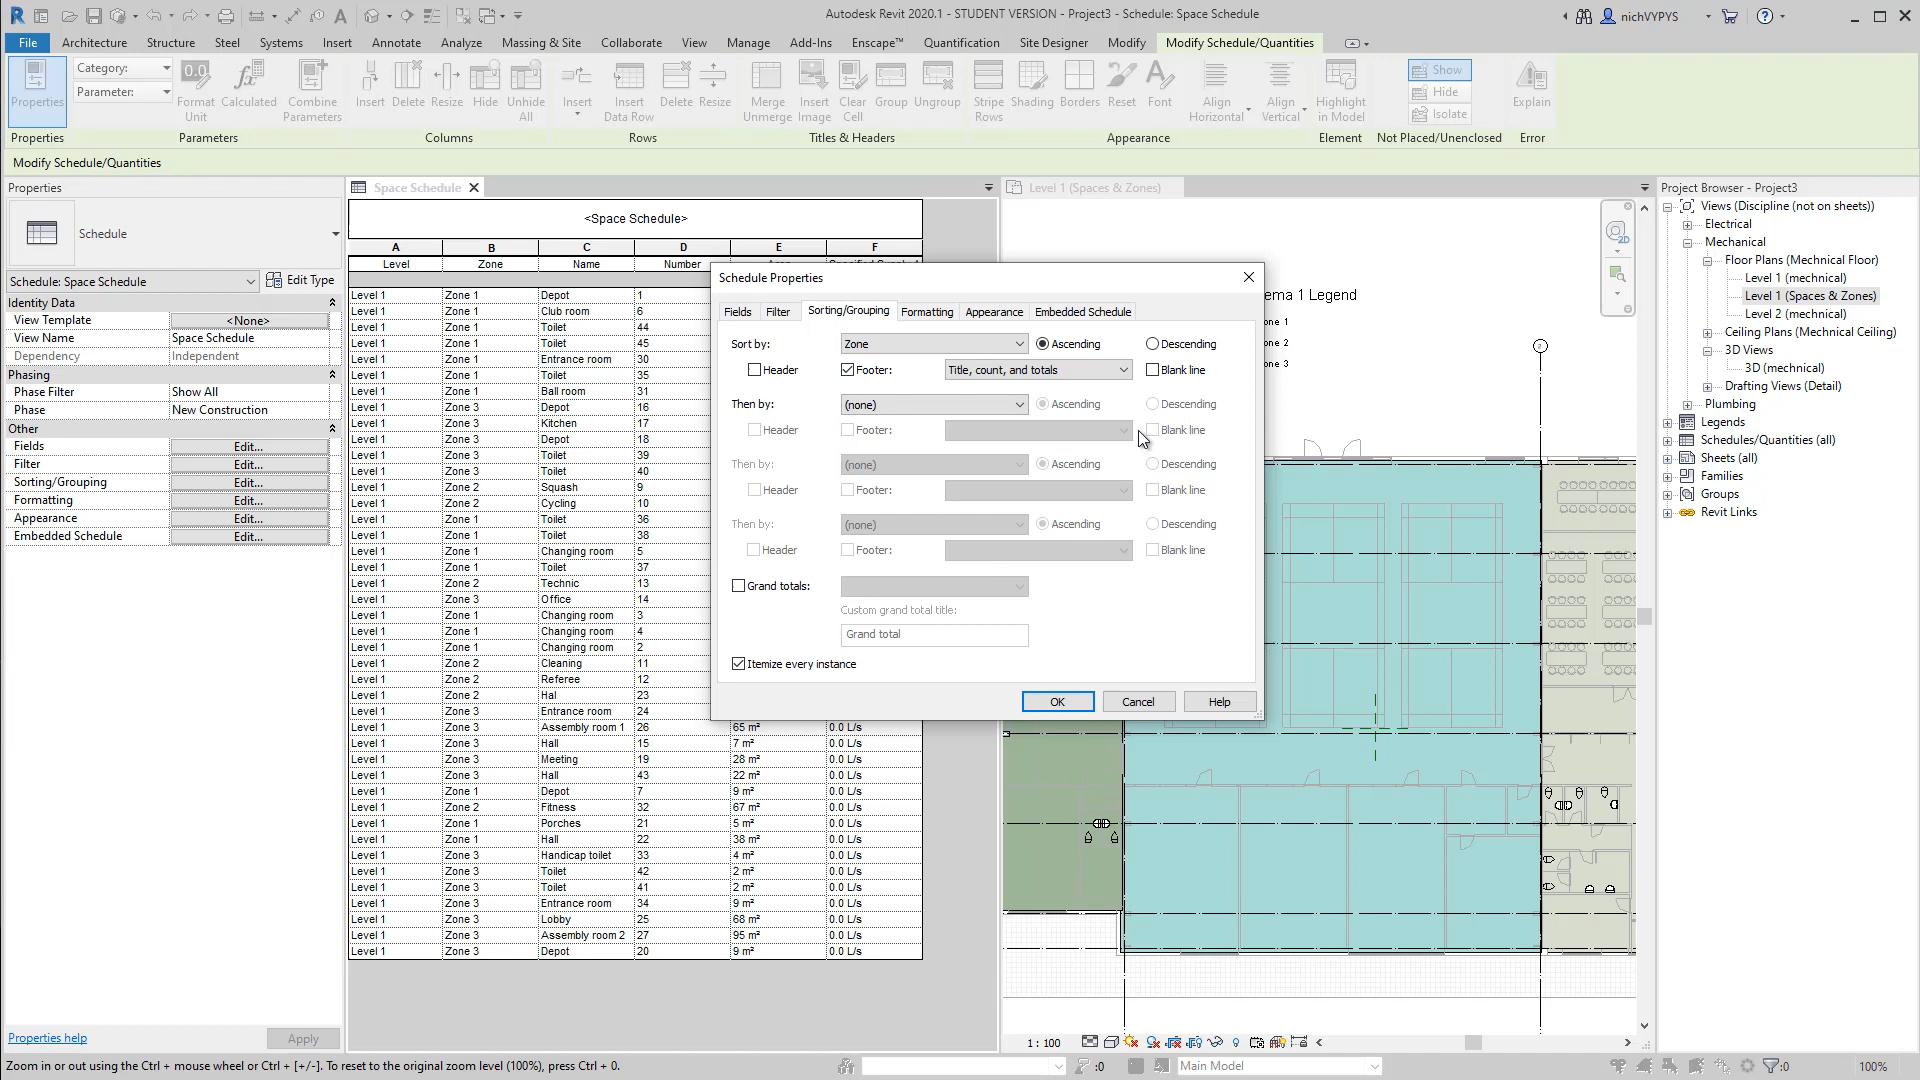 Autodesk Revit 2020.1 - STUDENT VERSION - Project3 - Schedule: Space Schedule
nichVYPYS
File Architecture Structure Steel Systems Insert Annotate Analyze Massing & Site Collaborate View Manage Add-Ins Enscape™ Quantification Site Designer Modify Modify Schedule/Quantities
Properties
Category:
Parameter:
Format Unit
Calculated
Combine Parameters
Insert Delete Resize Hide Unhide All
Insert
Insert Data Row
Delete Resize
Merge Unmerge
Insert Image
Clear Cell
Group Ungroup
Stripe Rows
Shading Borders Reset Font
Align Horizontal
Align Vertical
Highlight in Model
Show
Hide
Isolate
Explain
Properties Parameters Columns Rows Titles & Headers Appearance Element Not Placed/Unenclosed Error
Modify Schedule/Quantities
Properties
Schedule
Schedule: Space Schedule
Edit Type
Identity Data
View Template <None>
View Name Space Schedule
Dependency Independent
Phasing
Phase Filter Show All
Phase New Construction
Other
Fields Edit...
Filter Edit...
Sorting/Grouping Edit...
Formatting Edit...
Appearance Edit...
Embedded Schedule Edit...
Properties help
Apply
Space Schedule
<Space Schedule>
A B C D E F
Level Zone Name Number
Level 1 Zone 1 Depot 1
Level 1 Zone 1 Club room 6
Level 1 Zone 1 Toilet 44
Level 1 Zone 1 Toilet 45
Level 1 Zone 1 Entrance room 30
Level 1 Zone 1 Toilet 35
Level 1 Zone 1 Ball room 31
Level 1 Zone 3 Depot 16
Level 1 Zone 3 Kitchen 17
Level 1 Zone 3 Depot 18
Level 1 Zone 3 Toilet 39
Level 1 Zone 3 Toilet 40
Level 1 Zone 2 Squash 9
Level 1 Zone 2 Cycling 10
Level 1 Zone 1 Toilet 36
Level 1 Zone 1 Toilet 38
Level 1 Zone 1 Changing room 5
Level 1 Zone 1 Toilet 37
Level 1 Zone 2 Technic 13
Level 1 Zone 3 Office 14
Level 1 Zone 1 Changing room 3
Level 1 Zone 1 Changing room 4
Level 1 Zone 1 Changing room 2
Level 1 Zone 2 Cleaning 11
Level 1 Zone 2 Referee 12
Level 1 Zone 2 Hal 23
Level 1 Zone 3 Entrance room 24
Level 1 Zone 3 Assembly room 1 26 65 m² 0.0 L/s
Level 1 Zone 3 Hall 15 7 m² 0.0 L/s
Level 1 Zone 3 Meeting 19 28 m² 0.0 L/s
Level 1 Zone 3 Hall 43 22 m² 0.0 L/s
Level 1 Zone 1 Depot 7 9 m² 0.0 L/s
Level 1 Zone 2 Fitness 32 67 m² 0.0 L/s
Level 1 Zone 1 Porches 21 5 m² 0.0 L/s
Level 1 Zone 1 Hall 22 38 m² 0.0 L/s
Level 1 Zone 3 Handicap toilet 33 4 m² 0.0 L/s
Level 1 Zone 3 Toilet 42 2 m² 0.0 L/s
Level 1 Zone 3 Toilet 41 2 m² 0.0 L/s
Level 1 Zone 3 Entrance room 34 9 m² 0.0 L/s
Level 1 Zone 3 Lobby 25 68 m² 0.0 L/s
Level 1 Zone 3 Assembly room 2 27 95 m² 0.0 L/s
Level 1 Zone 3 Depot 20 9 m² 0.0 L/s
Schedule Properties
Fields Filter Sorting/Grouping Formatting Appearance Embedded Schedule
Sort by: Zone Ascending Descending
Header Footer: Title, count, and totals Blank line
Then by: (none) Ascending Descending
Header Footer: Blank line
Then by: (none) Ascending Descending
Header Footer: Blank line
Then by: (none) Ascending Descending
Header Footer: Blank line
Grand totals:
Custom grand total title:
Grand total
Itemize every instance
OK Cancel Help
Level 1 (Spaces & Zones)
ema 1 Legend
one 1
one 2
one 3
2D
1 : 100
Project Browser - Project3
Views (Discipline (not on sheets))
Electrical
Mechanical
Floor Plans (Mechnical Floor)
Level 1 (mechnical)
Level 1 (Spaces & Zones)
Level 2 (mechnical)
Ceiling Plans (Mechnical Ceiling)
3D Views
3D (mechnical)
Drafting Views (Detail)
Plumbing
Legends
Schedules/Quantities (all)
Sheets (all)
Families
Groups
Revit Links
Zoom in or out using the Ctrl + mouse wheel or Ctrl + [+/-]. To reset to the original zoom level (100%), press Ctrl + 0.
:0
Main Model
:0
100%